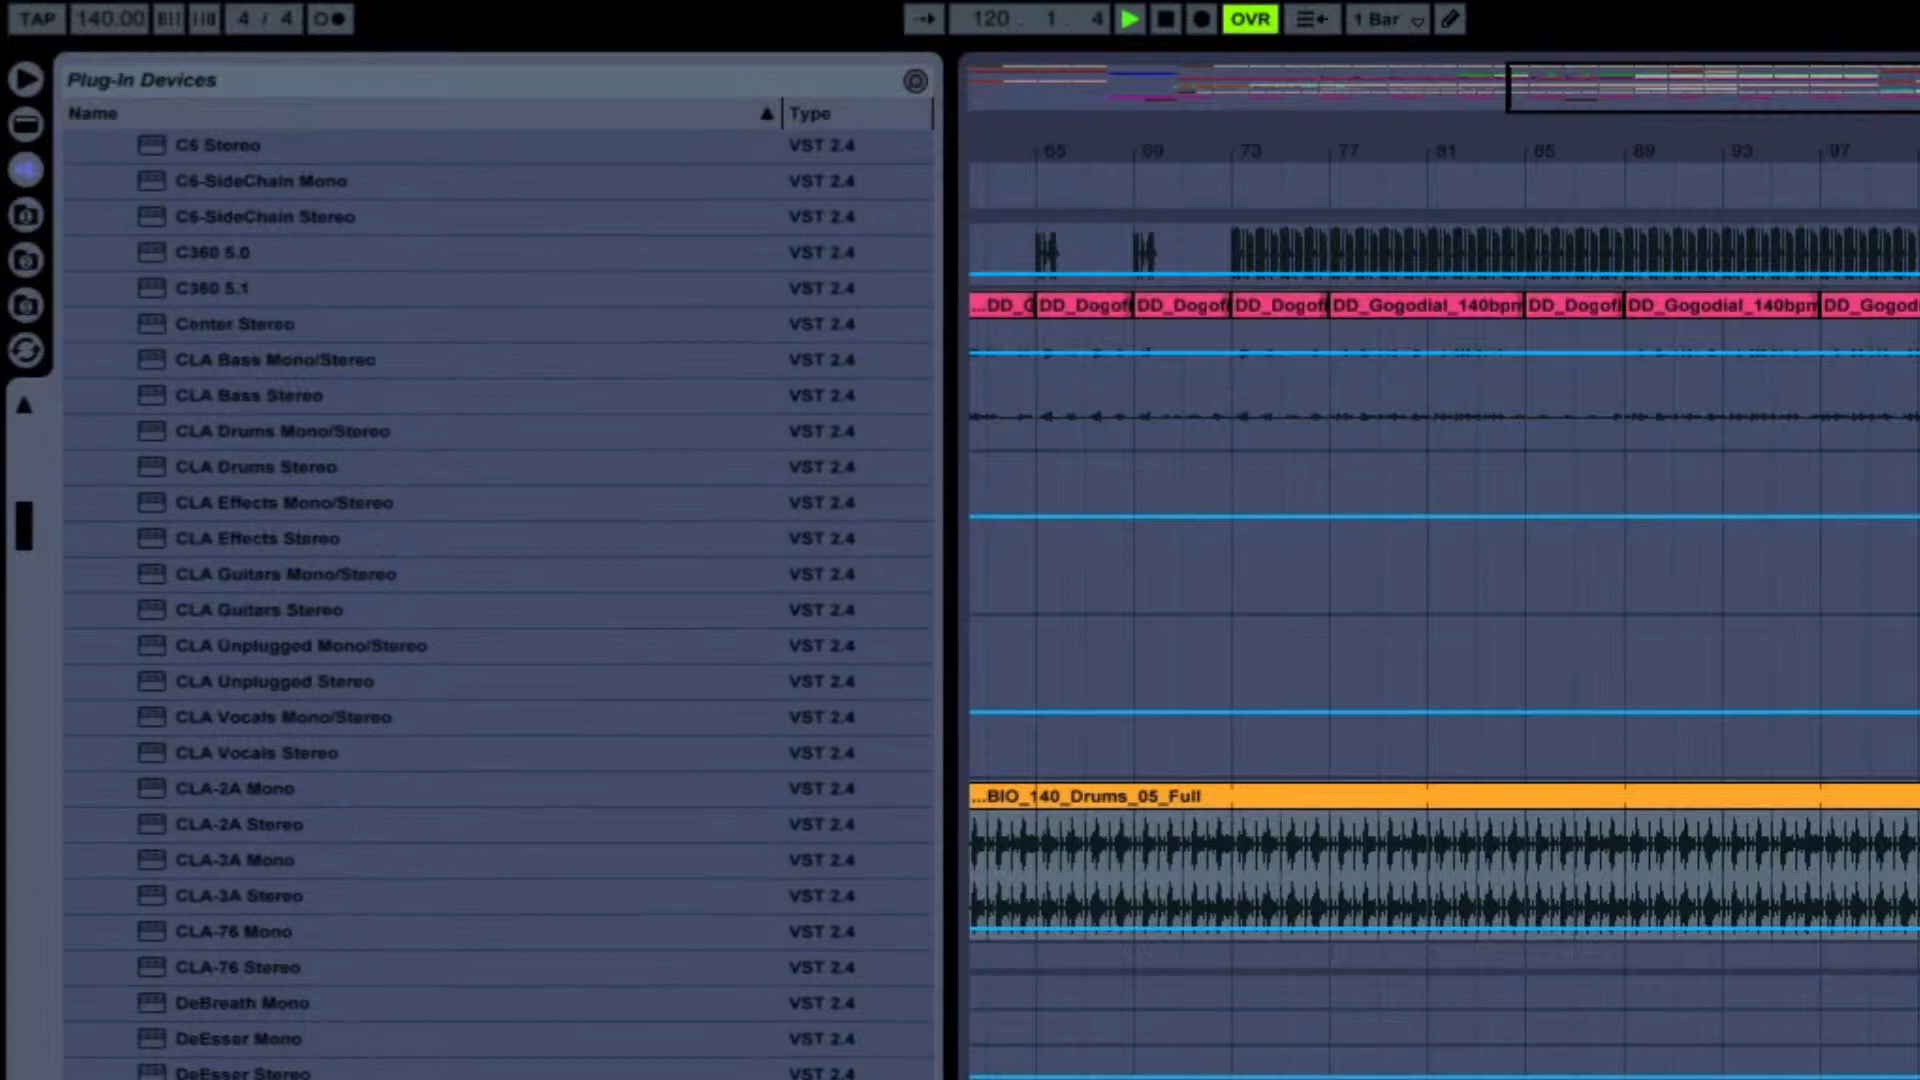 TAP 140.00 4 / 4
120. 1. 4 OVR 1 Bar
Plug-In Devices
Name Type
C6 Stereo VST 2.4
C6-SideChain Mono VST 2.4
C6-SideChain Stereo VST 2.4
C360 5.0 VST 2.4
C360 5.1 VST 2.4
Center Stereo VST 2.4
CLA Bass Mono/Stereo VST 2.4
CLA Bass Stereo VST 2.4
CLA Drums Mono/Stereo VST 2.4
CLA Drums Stereo VST 2.4
CLA Effects Mono/Stereo VST 2.4
CLA Effects Stereo VST 2.4
CLA Guitars Mono/Stereo VST 2.4
CLA Guitars Stereo VST 2.4
CLA Unplugged Mono/Stereo VST 2.4
CLA Unplugged Stereo VST 2.4
CLA Vocals Mono/Stereo VST 2.4
CLA Vocals Stereo VST 2.4
CLA-2A Mono VST 2.4
CLA-2A Stereo VST 2.4
CLA-3A Mono VST 2.4
CLA-3A Stereo VST 2.4
CLA-76 Mono VST 2.4
CLA-76 Stereo VST 2.4
DeBreath Mono VST 2.4
DeEsser Mono VST 2.4
DeEsser Stereo VST 2.4
65 69 73 77 81 85 89 93 97
...DD_G DD_Dogofi DD_Dogofi DD_Dogofi DD_Gogodial_140bpm DD_Dogofi DD_Gogodial_140bpm DD_Gogodi
...BIO_140_Drums_05_Full